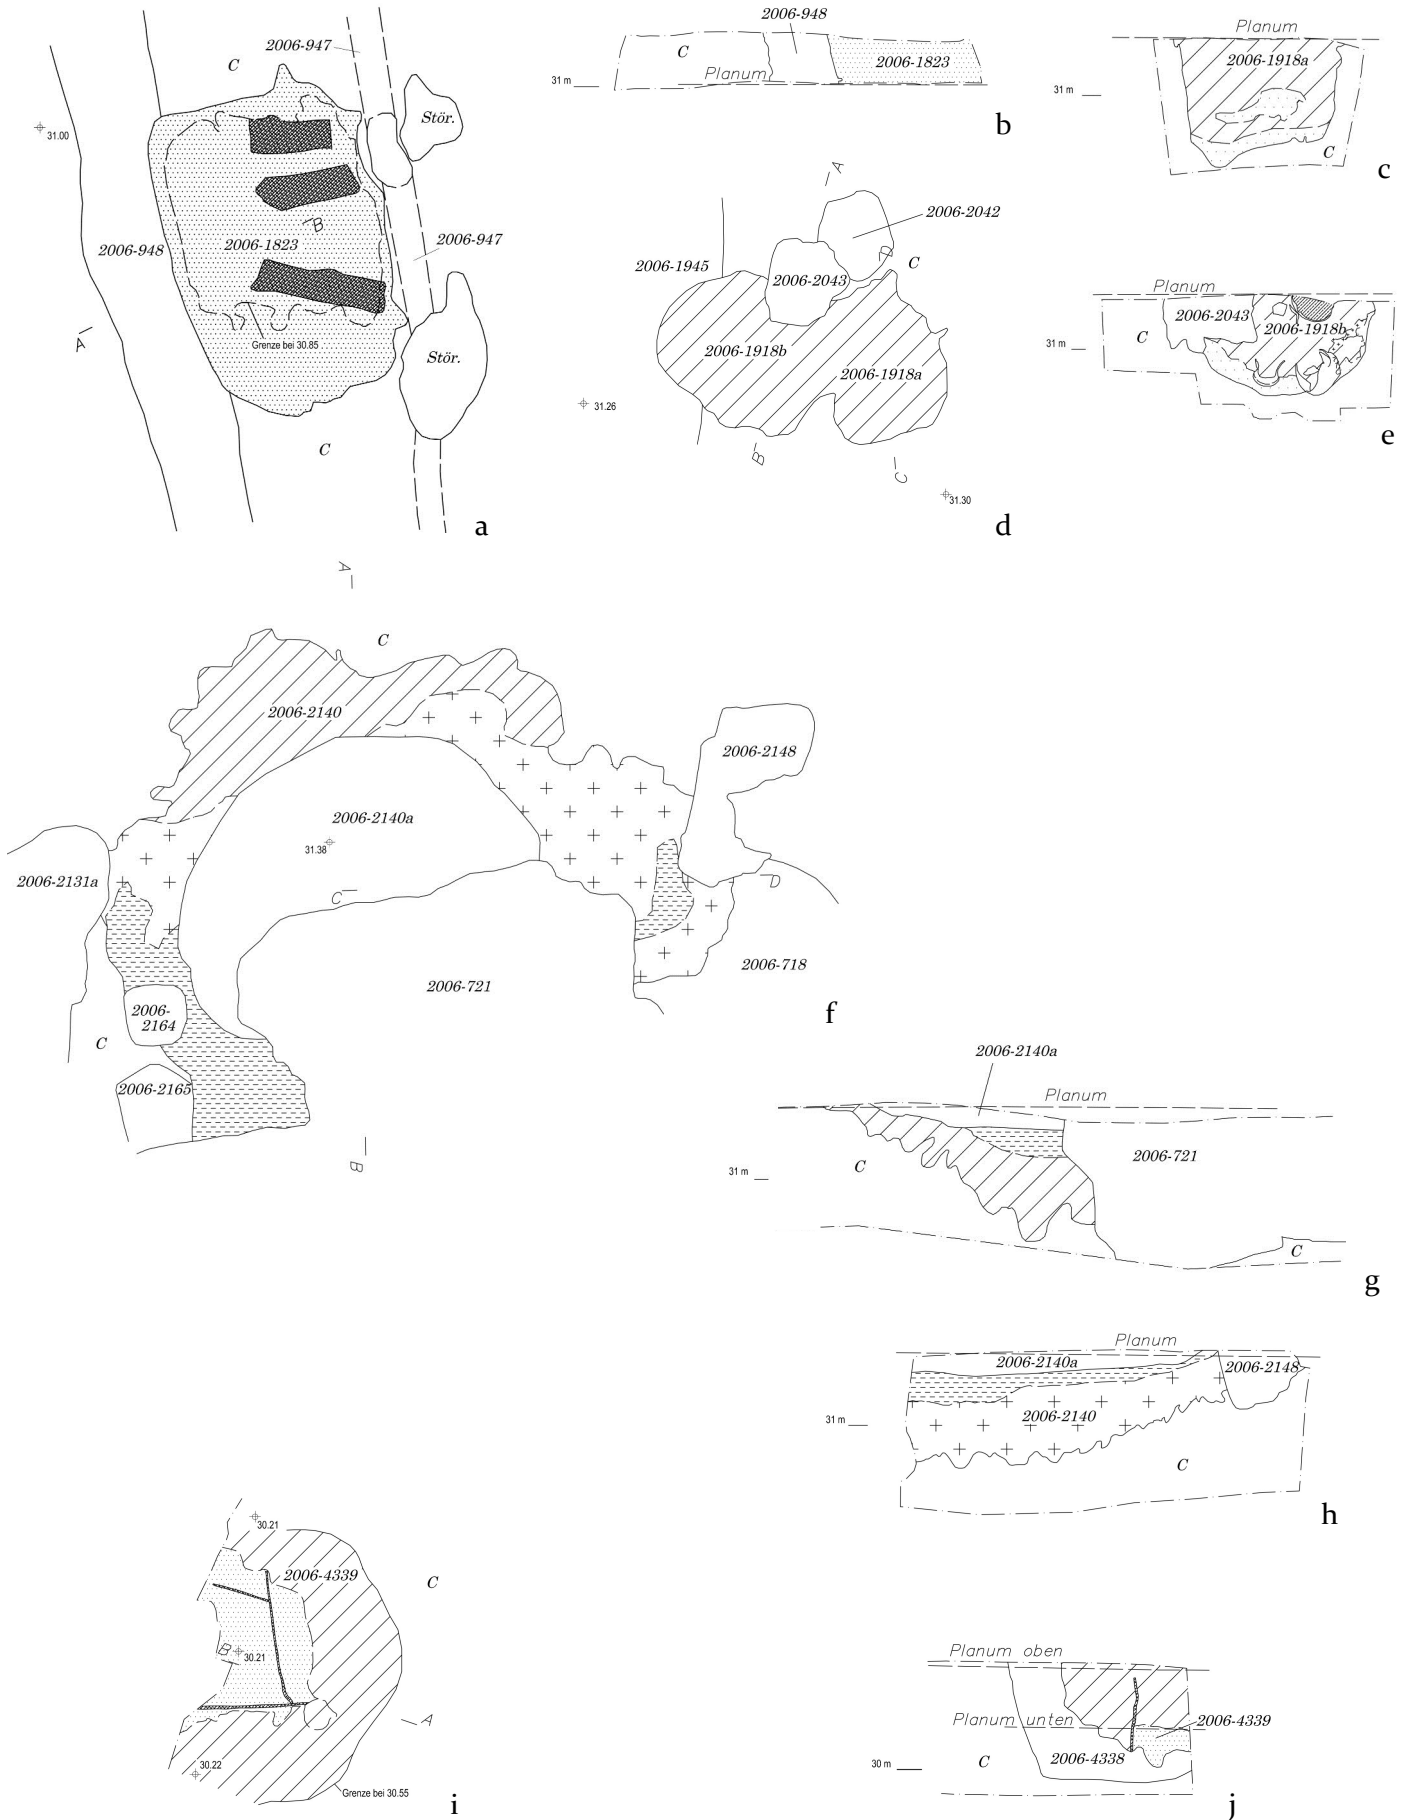 2006-947
C
31.00
Stör.
B
2006-948
2006-1823
2006-947
A
Grenze bei 30.85
Stör.
C
a
2006-948
C
2006-1823
Planum
31 m
b
Planum
2006-1918a
31 m
C
c
A
2006-2042
D
C
2006-1945
2006-2043
2006-1918b
2006-1918a
31.26
B
C
31.30
d
Planum
2006-2043
2006-1918b
C
31 m
e
A
C
2006-2140
2006-2148
2006-2140a
31.38
2006-2131a
C
D
2006-718
2006-721
2006-
2164
C
2006-2165
B
f
2006-2140a
Planum
C
2006-721
31 m
C
g
Planum
2006-2140a
2006-2148
31 m
2006-2140
C
h
30.21
2006-4339
C
B
30.21
A
30.22
Grenze bei 30.55
i
Planum oben
Planum unten
2006-4339
C
2006-4338
30 m
j